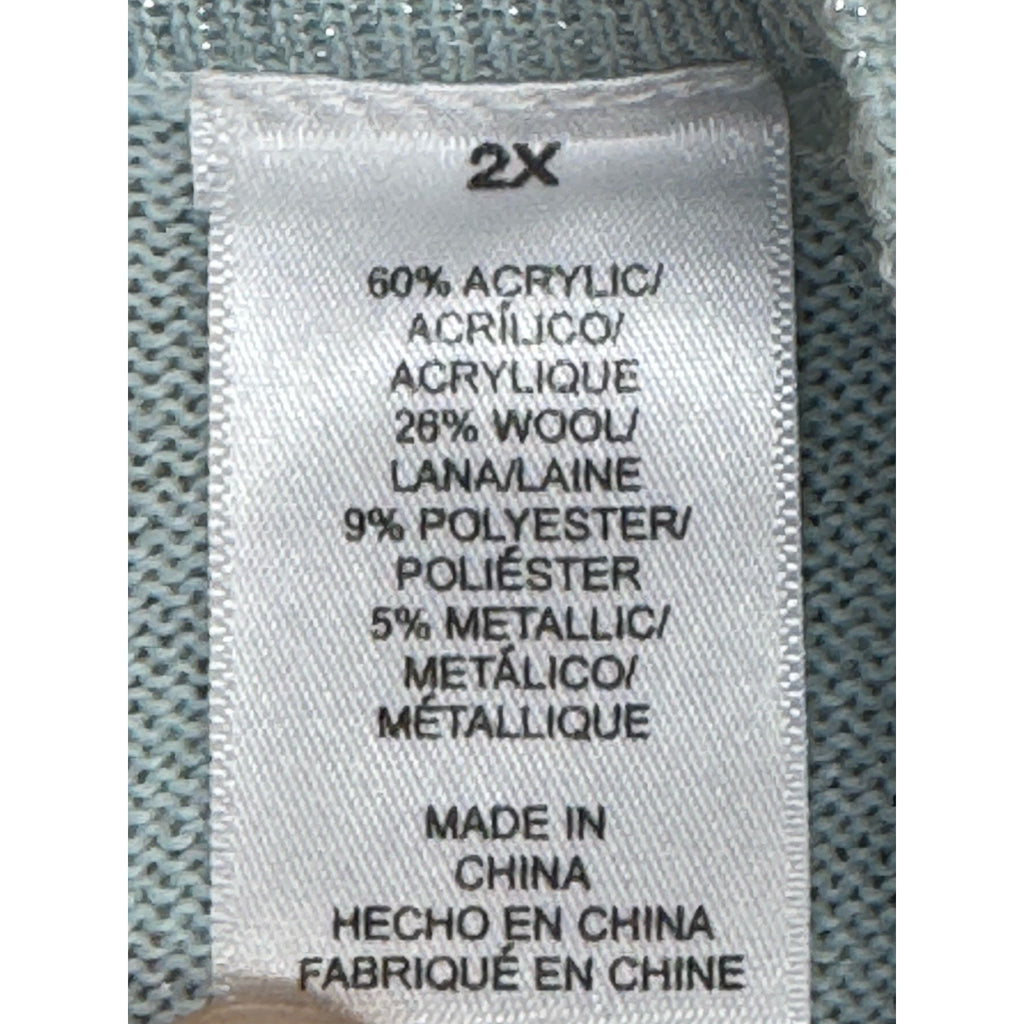 2X
60% ACRYLIC/
ACRÍLICO/
ACRYLIQUE
26% WOOL/
LANA/LAINE
9% POLYESTER/
POLIÉSTER
5% METALLIC/
METÁLICO/
MÉTALLIQUE
MADE IN
CHINA
HECHO EN CHINA
FABRIQUÉ EN CHINE